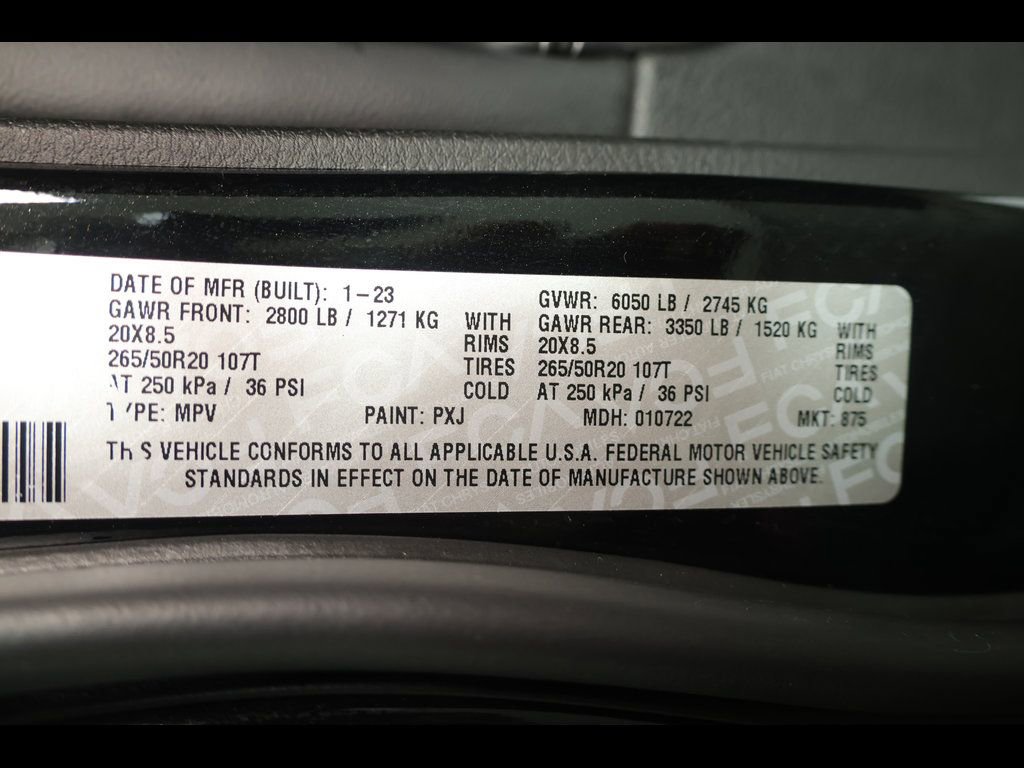 DATE OF MFR (BUILT): 1-23
GVWR: 6050 LB / 2745 KG
GAWR FRONT: 2800 LB / 1271 KG WITH
20X8.5 RIMS
265/50R20 107T TIRES
AT 250 kPa / 36 PSI COLD
GAWR REAR: 3350 LB / 1520 KG WITH
20X8.5 RIMS
265/50R20 107T TIRES
AT 250 kPa / 36 PSI COLD
TYPE: MPV PAINT: PXJ MDH: 010722 MKT: 875
THIS VEHICLE CONFORMS TO ALL APPLICABLE U.S.A. FEDERAL MOTOR VEHICLE SAFETY
STANDARDS IN EFFECT ON THE DATE OF MANUFACTURE SHOWN ABOVE.